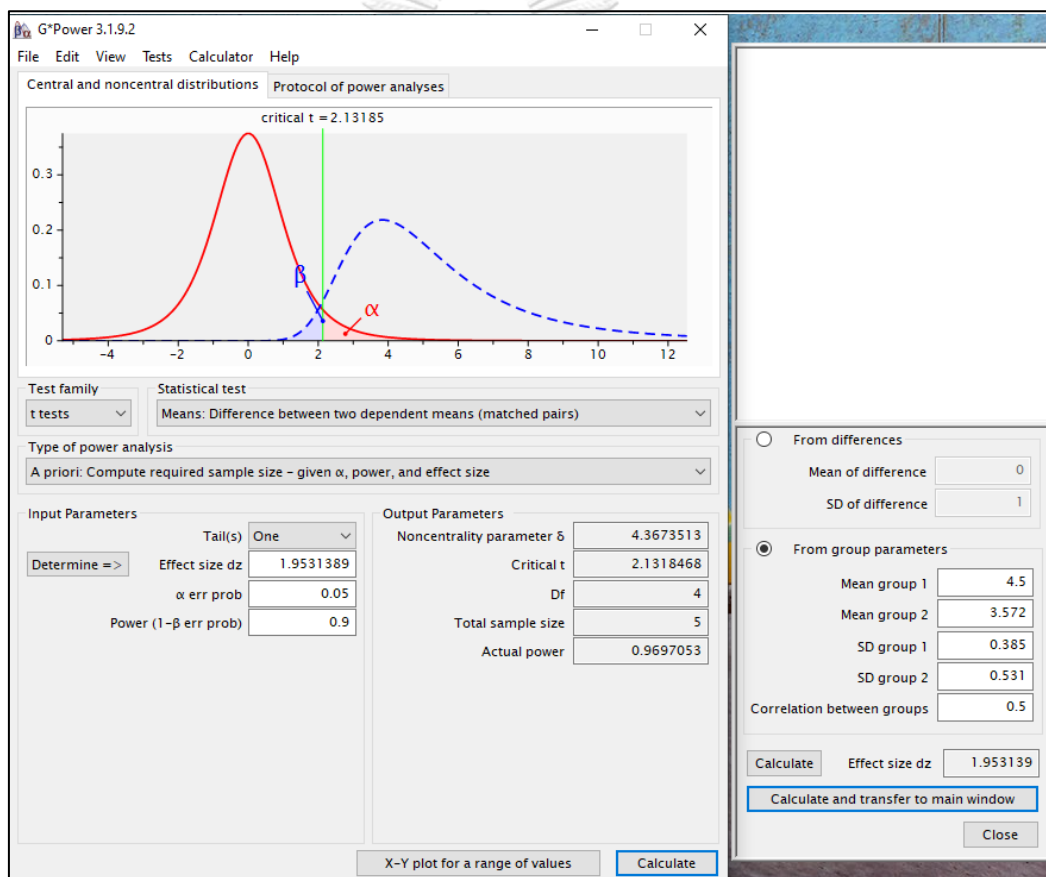 G*Power 3.1.9.2
File Edit View Tests Calculator Help
Central and noncentral distributions Protocol of power analyses
critical t = 2.13185
0.3
0.2
0.1
0
β
α
-4 -2 0 2 4 6 8 10 12
Test family Statistical test
t tests Means: Difference between two dependent means (matched pairs)
Type of power analysis
A priori: Compute required sample size – given α, power, and effect size
Input Parameters
Tail(s) One
Determine => Effect size dz 1.9531389
α err prob 0.05
Power (1-β err prob) 0.9
Output Parameters
Noncentrality parameter δ 4.3673513
Critical t 2.1318468
Df 4
Total sample size 5
Actual power 0.9697053
X-Y plot for a range of values Calculate
From differences
Mean of difference 0
SD of difference 1
From group parameters
Mean group 1 4.5
Mean group 2 3.572
SD group 1 0.385
SD group 2 0.531
Correlation between groups 0.5
Calculate Effect size dz 1.953139
Calculate and transfer to main window
Close